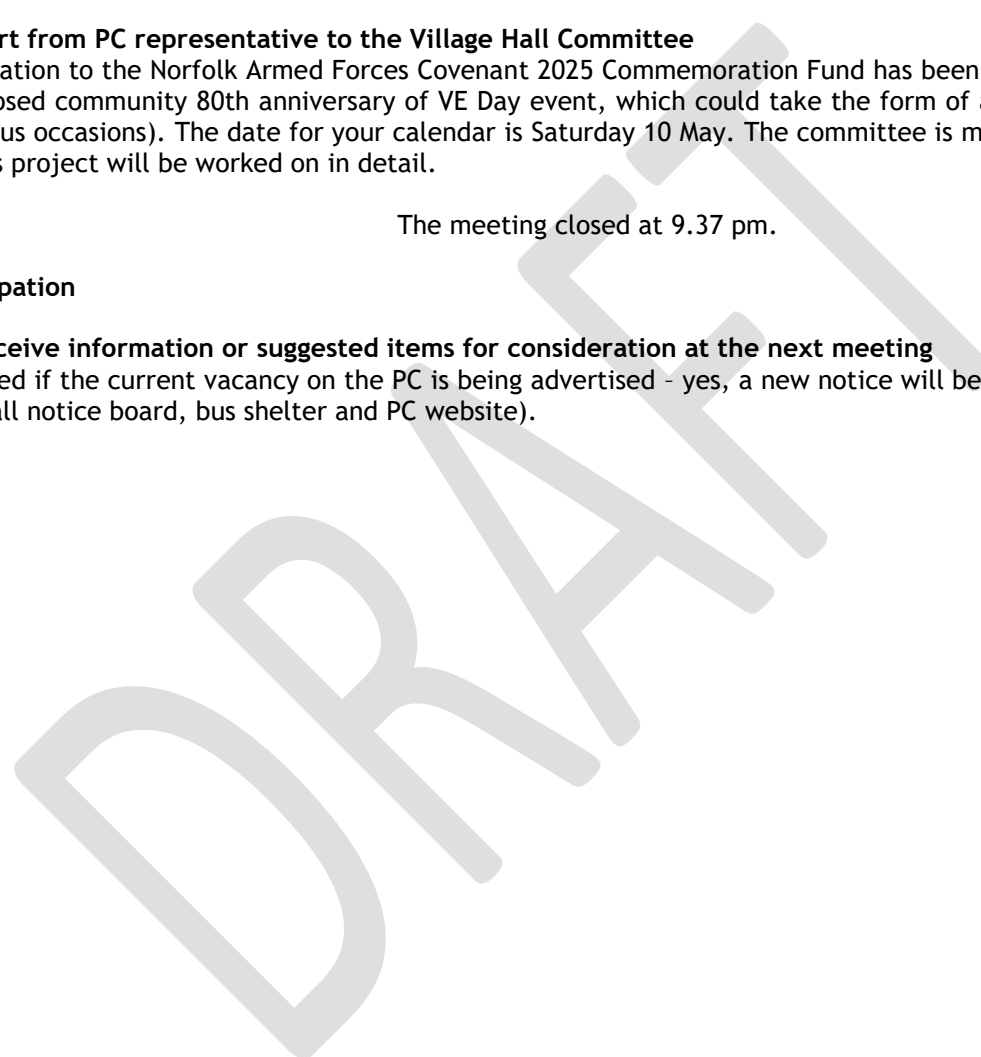 rt from PC representative to the Village Hall Committee
ation to the Norfolk Armed Forces Covenant 2025 Commemoration Fund has been
osed community 80th anniversary of VE Day event, which could take the form of
us occasions). The date for your calendar is Saturday 10 May. The committee is m
s project will be worked on in detail.
The meeting closed at 9.37 pm.
pation
ceive information or suggested items for consideration at the next meeting
ed if the current vacancy on the PC is being advertised – yes, a new notice will be
all notice board, bus shelter and PC website).
DRAFT